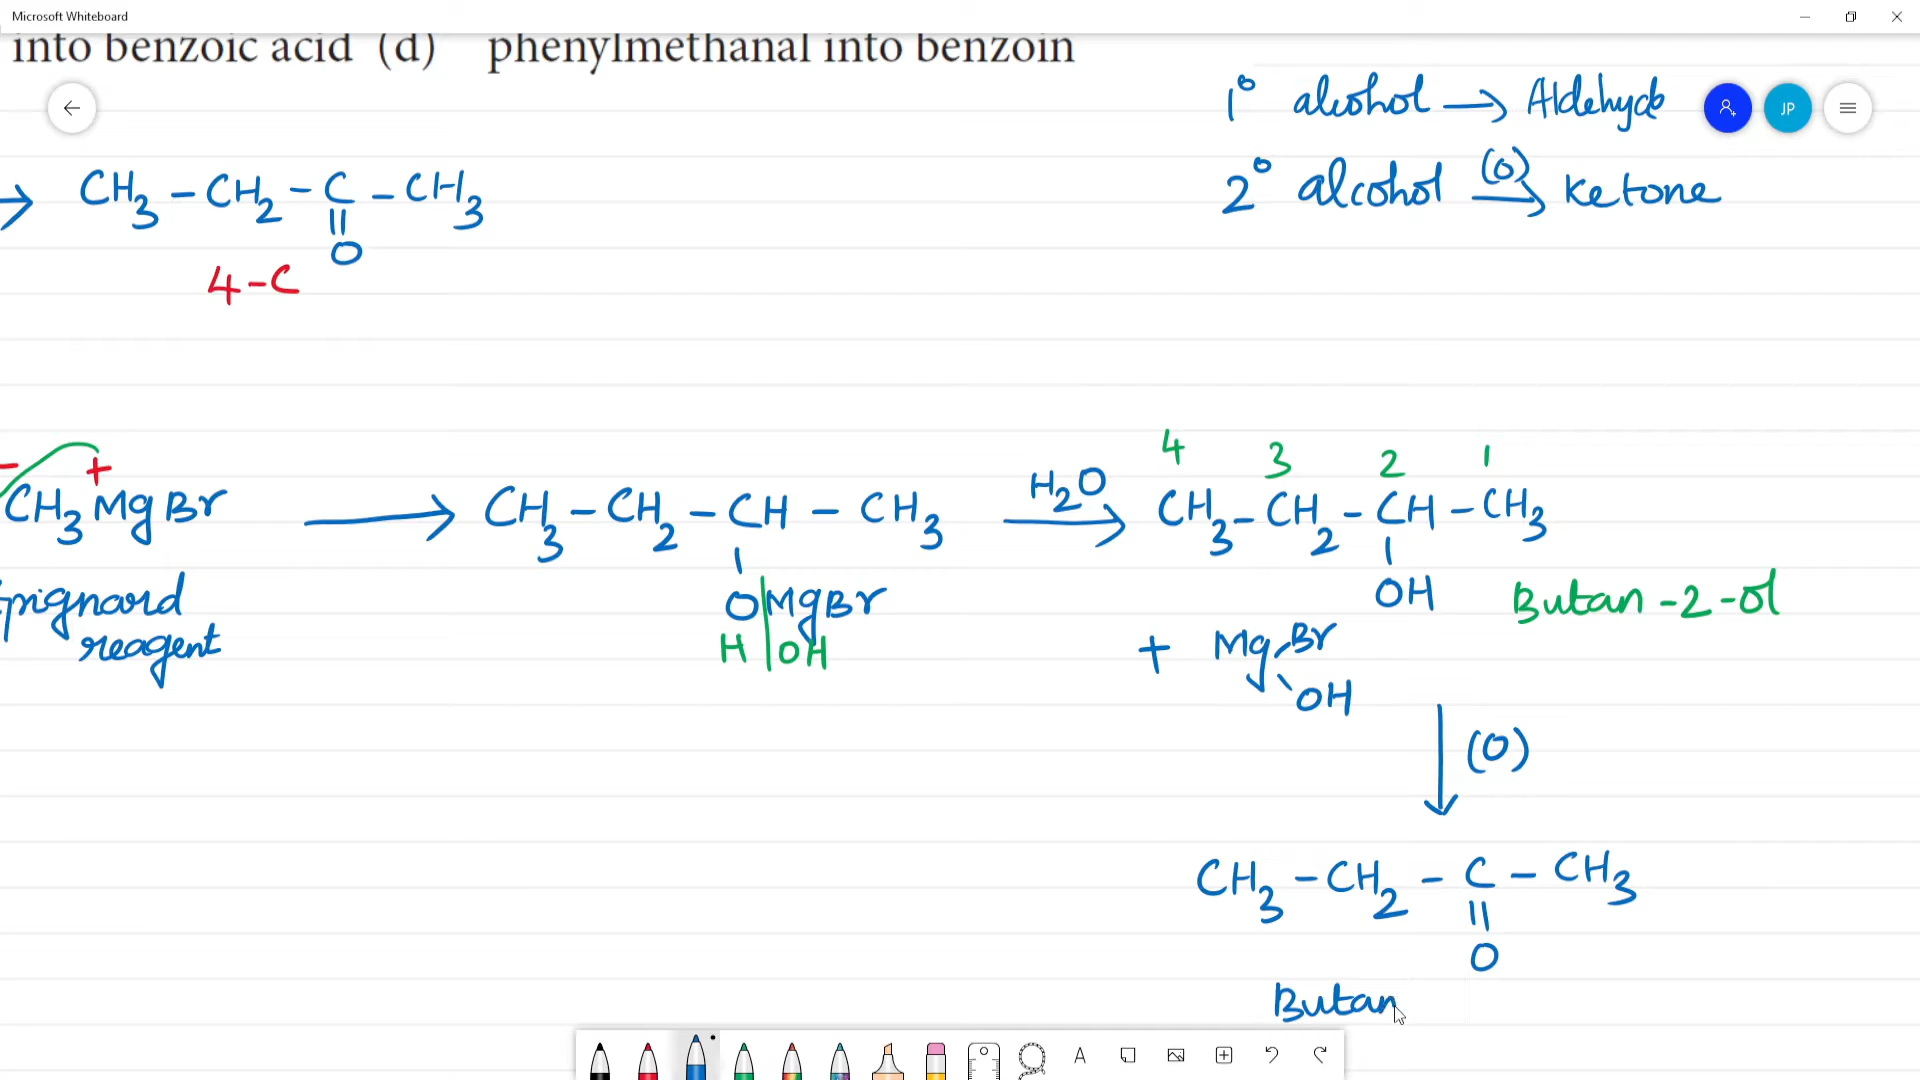 Microsoft Whiteboard
into benzoic acid (d) phenylmethanal into benzoin
1° alcohol → Aldehyde
JP
→ CH3 - CH2 - C - CH3
||
O
2° alcohol (O)→ Ketone
4-C
- +
4 3 2 1
CH3MgBr → CH3 - CH2 - CH - CH3 H2O→ CH3 - CH2 - CH - CH3
OMgBr
OH
Butan-2-ol
Grignard
reagent
H | OH
+ Mg Br
OH
(O)
CH3 - CH2 - C - CH3
||
O
Butan
A